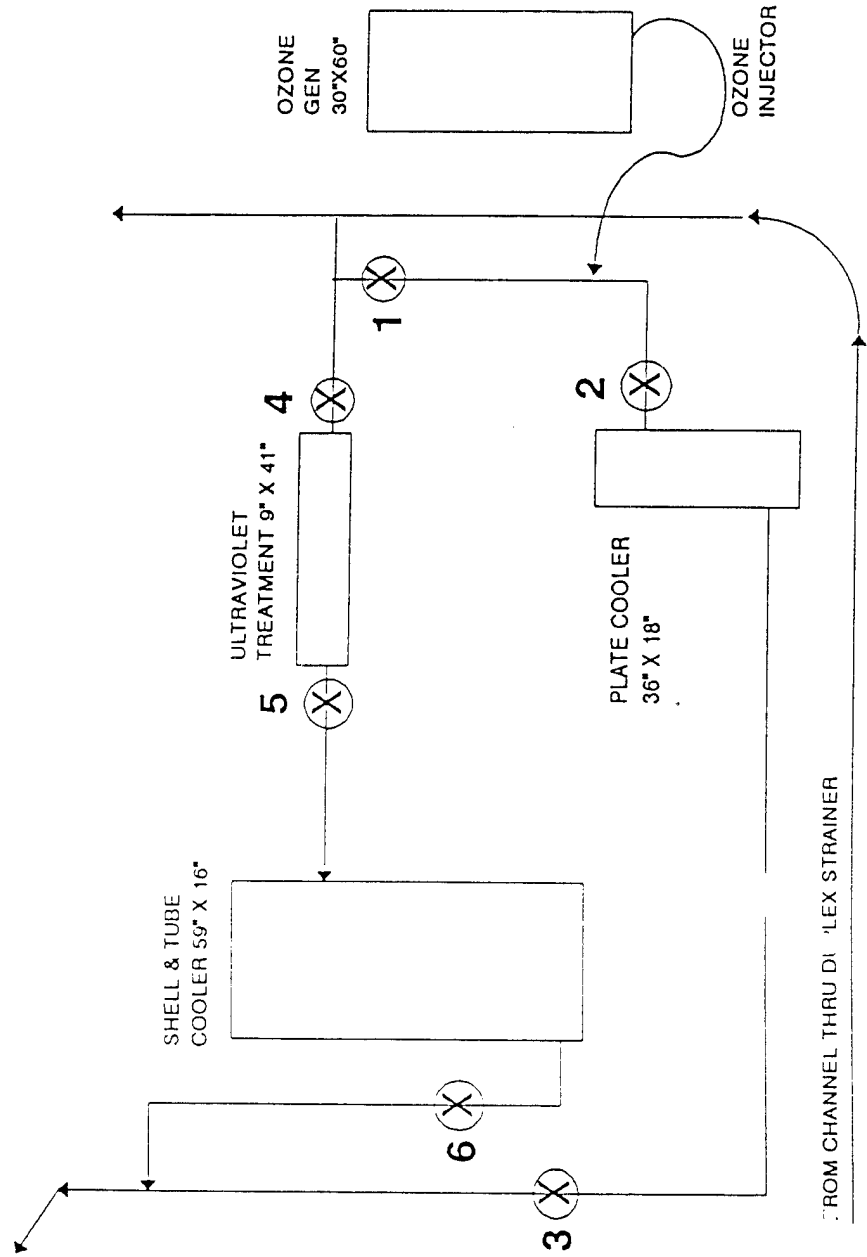 OZONE
GEN
30"X60"
OZONE
INJECTOR
1
4
2
ULTRAVIOLET
TREATMENT 9" X 41"
5
PLATE COOLER
36" X 18"
SHELL & TUBE
COOLER 59" X 16"
6
3
ROM CHANNEL THRU LEX STRAINER